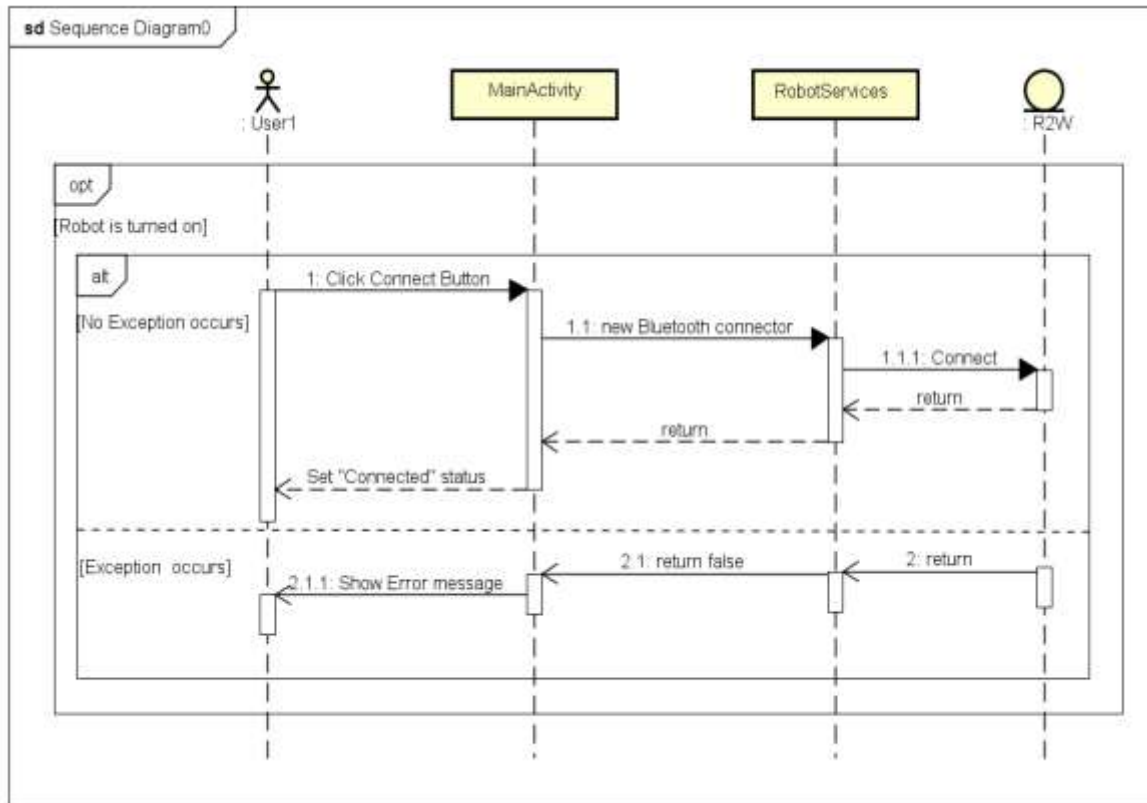 sd Sequence Diagram0
: User1
MainActivity
RobotServices
: R2W
opt
[Robot is turned on]
alt
1: Click Connect Button
[No Exception occurs]
1.1: new Bluetooth connector
1.1.1: Connect
return
return
Set "Connected" status
[Exception occurs]
2.1: return false
2: return
2.1.1: Show Error message